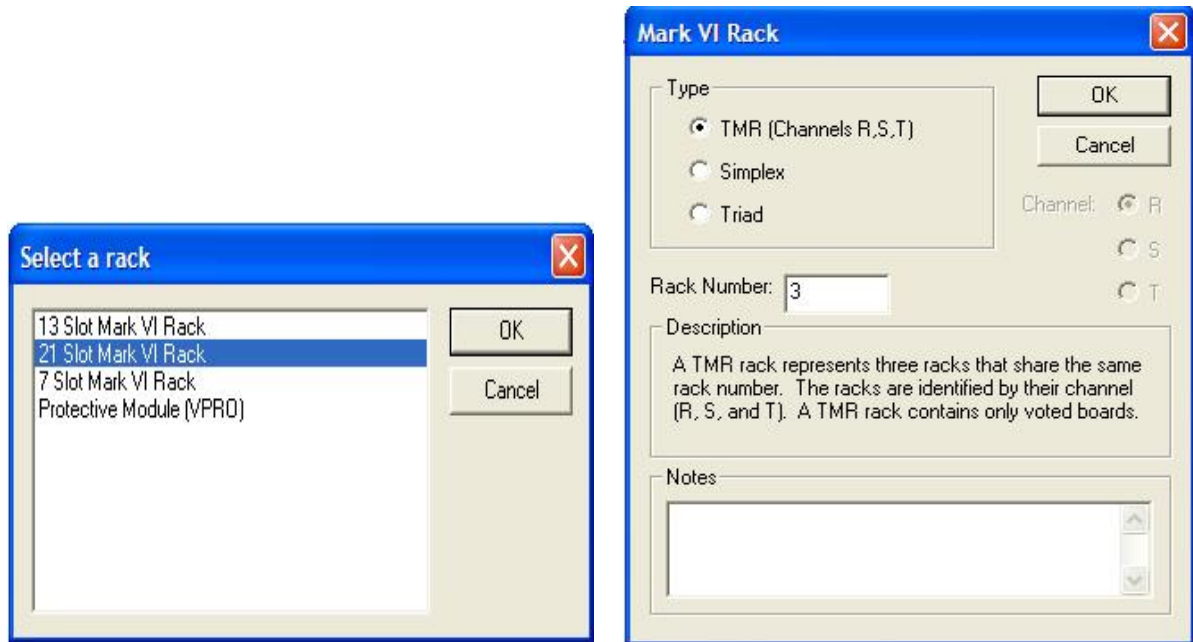 Select a rack
13 Slot Mark VI Rack
21 Slot Mark VI Rack
7 Slot Mark VI Rack
Protective Module (VPRO)
OK
Cancel
Mark VI Rack
Type
TMR (Channels R,S,T)
Simplex
Triad
OK
Cancel
Channel: R
S
T
Rack Number: 3
Description
A TMR rack represents three racks that share the same
rack number. The racks are identified by their channel
(R, S, and T). A TMR rack contains only voted boards.
Notes